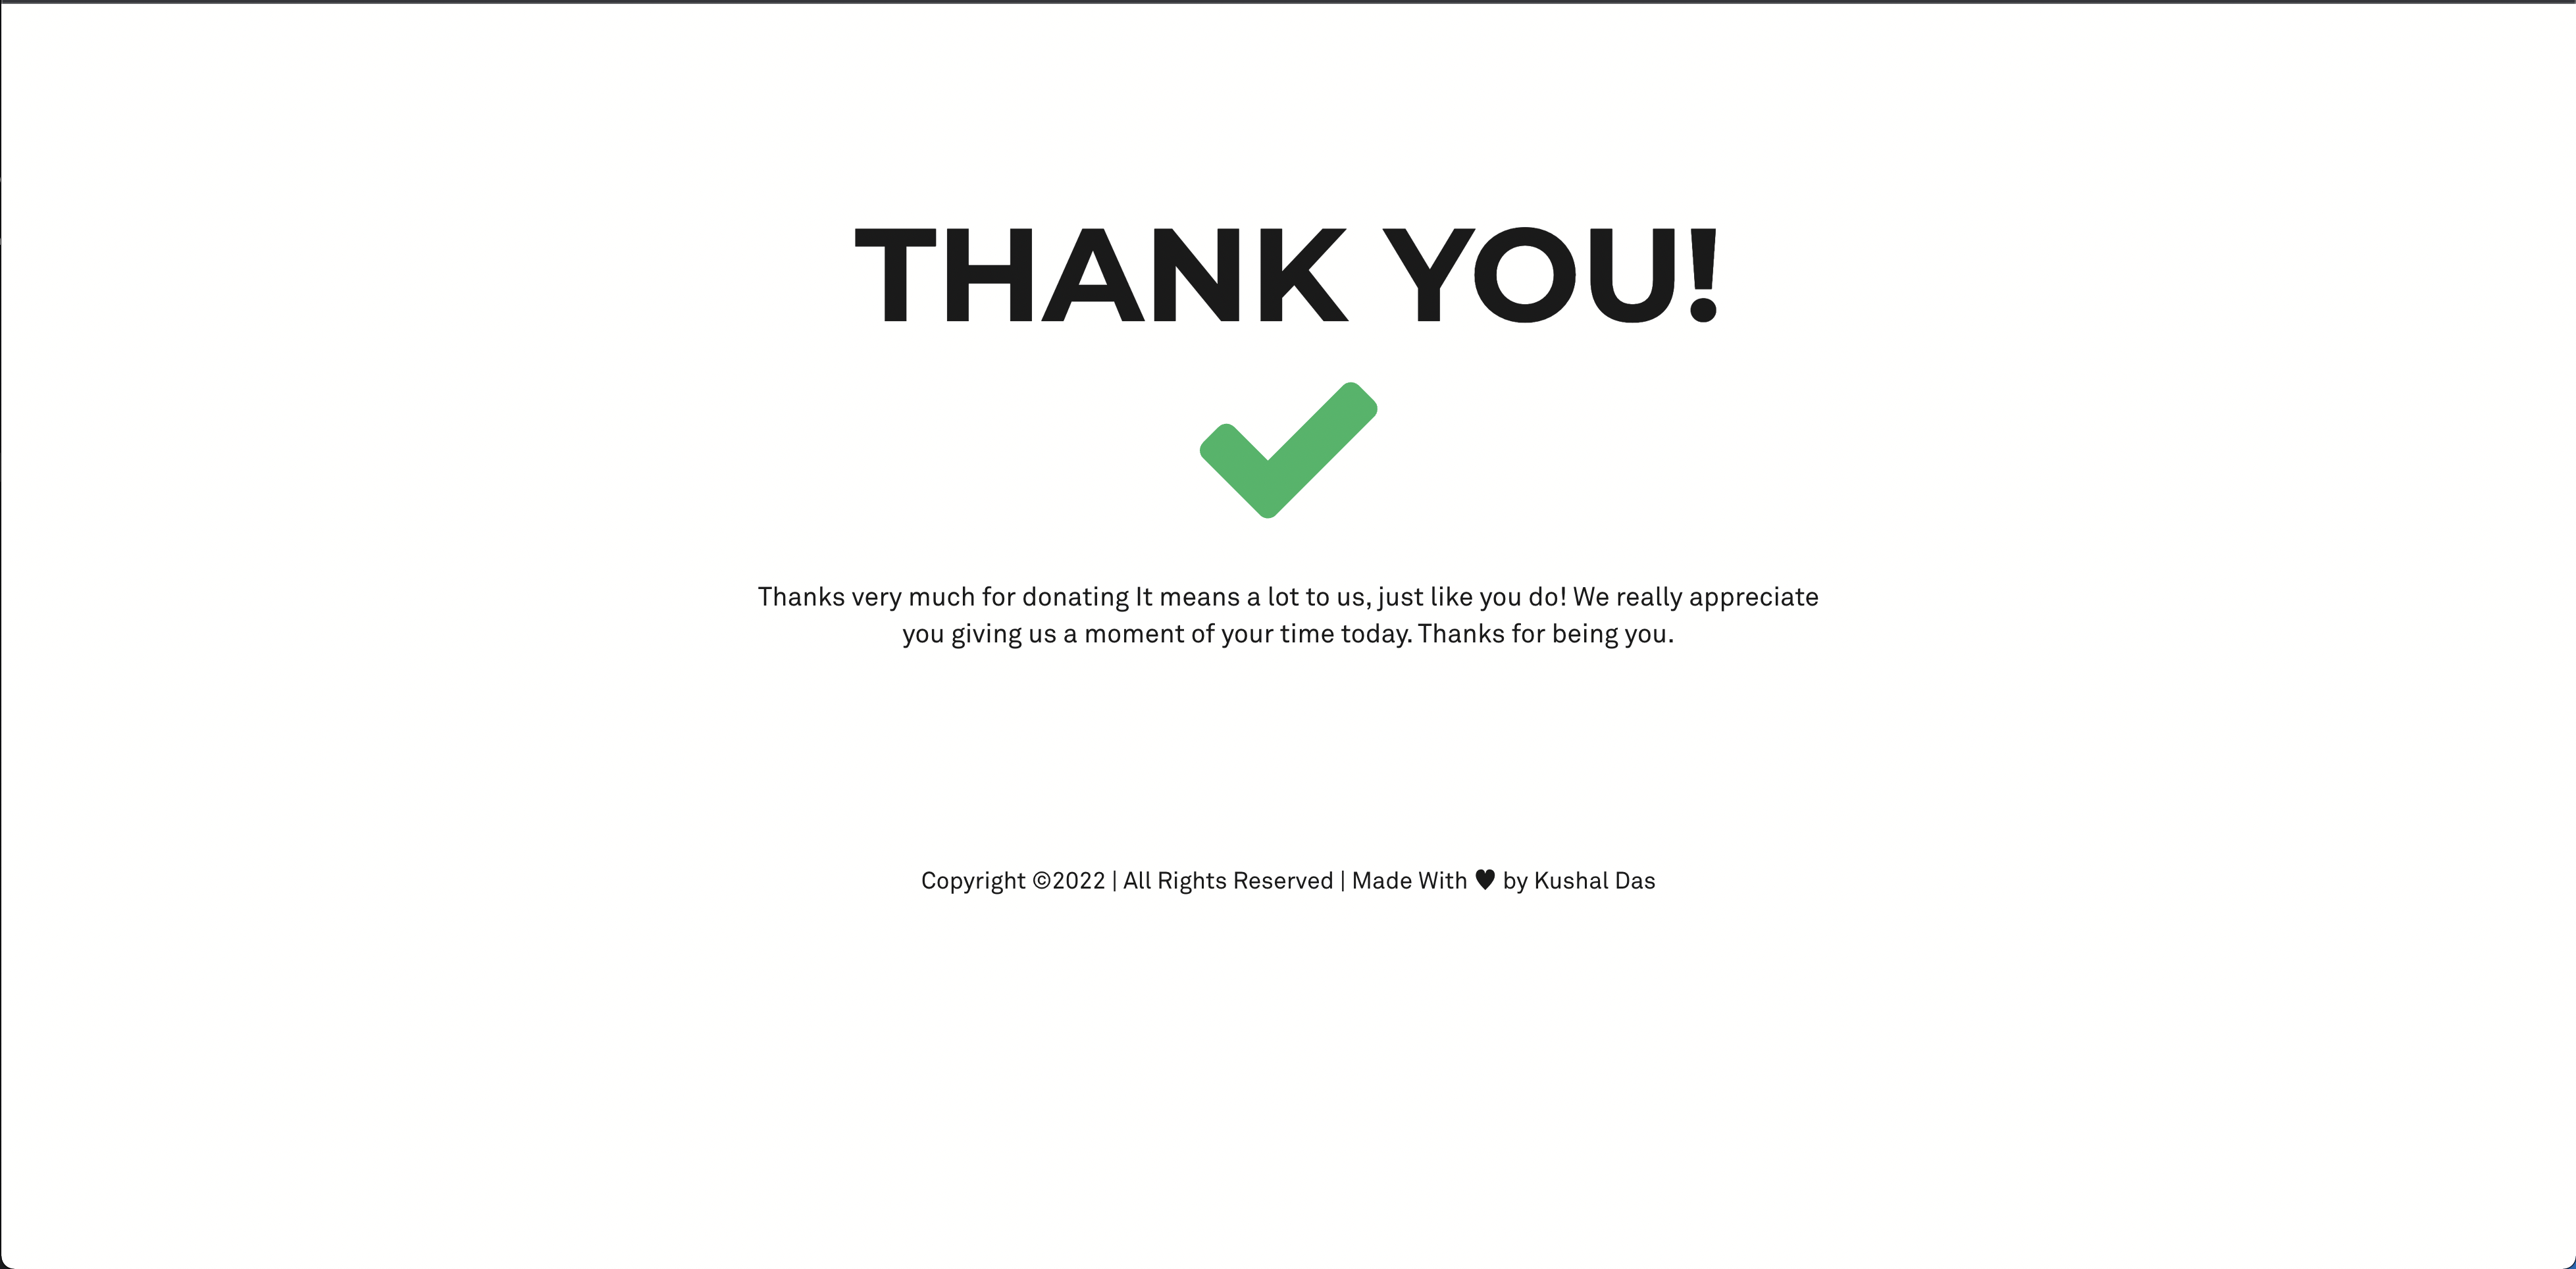 THANK YOU!
Thanks very much for donating It means a lot to us, just like you do! We really appreciate
you giving us a moment of your time today. Thanks for being you.
Copyright ©2022 | All Rights Reserved | Made With ♥ by Kushal Das